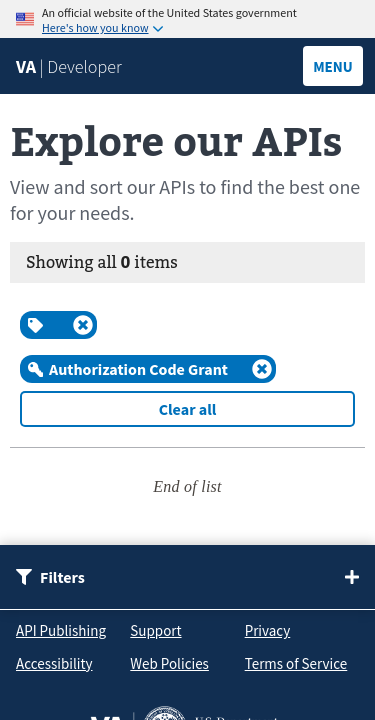 An official website of the United States government
Here's how you know
VA | Developer
MENU
Explore our APIs
View and sort our APIs to find the best one
for your needs.
Showing all 0 items
Authorization Code Grant
Clear all
End of list
Filters
API Publishing Support Privacy
Accessibility Web Policies Terms of Service